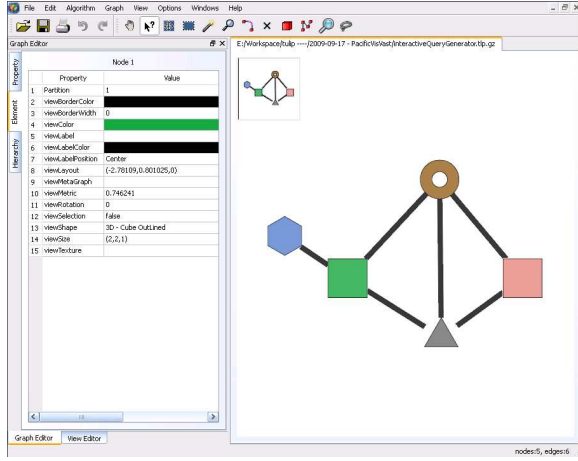 File Edit Algorithm Graph View Options Windows Help
Graph Editor
E:/Workspace/tulip ----/2009-09-17 - PacificVisVast/InteractiveQueryGenerator.tlp.gz
Property
Element
Hierarchy
Node 1
Property Value
1 Partition 1
2 viewBorderColor
3 viewBorderWidth 0
4 viewColor
5 viewLabel
6 viewLabelColor
7 viewLabelPosition Center
8 viewLayout (-2.78109,0.801025,0)
9 viewMetaGraph
10 viewMetric 0.746241
11 viewRotation 0
12 viewSelection false
13 viewShape 3D - Cube OutLined
14 viewSize (2,2,1)
15 viewTexture
Graph Editor View Editor
nodes:5, edges:6